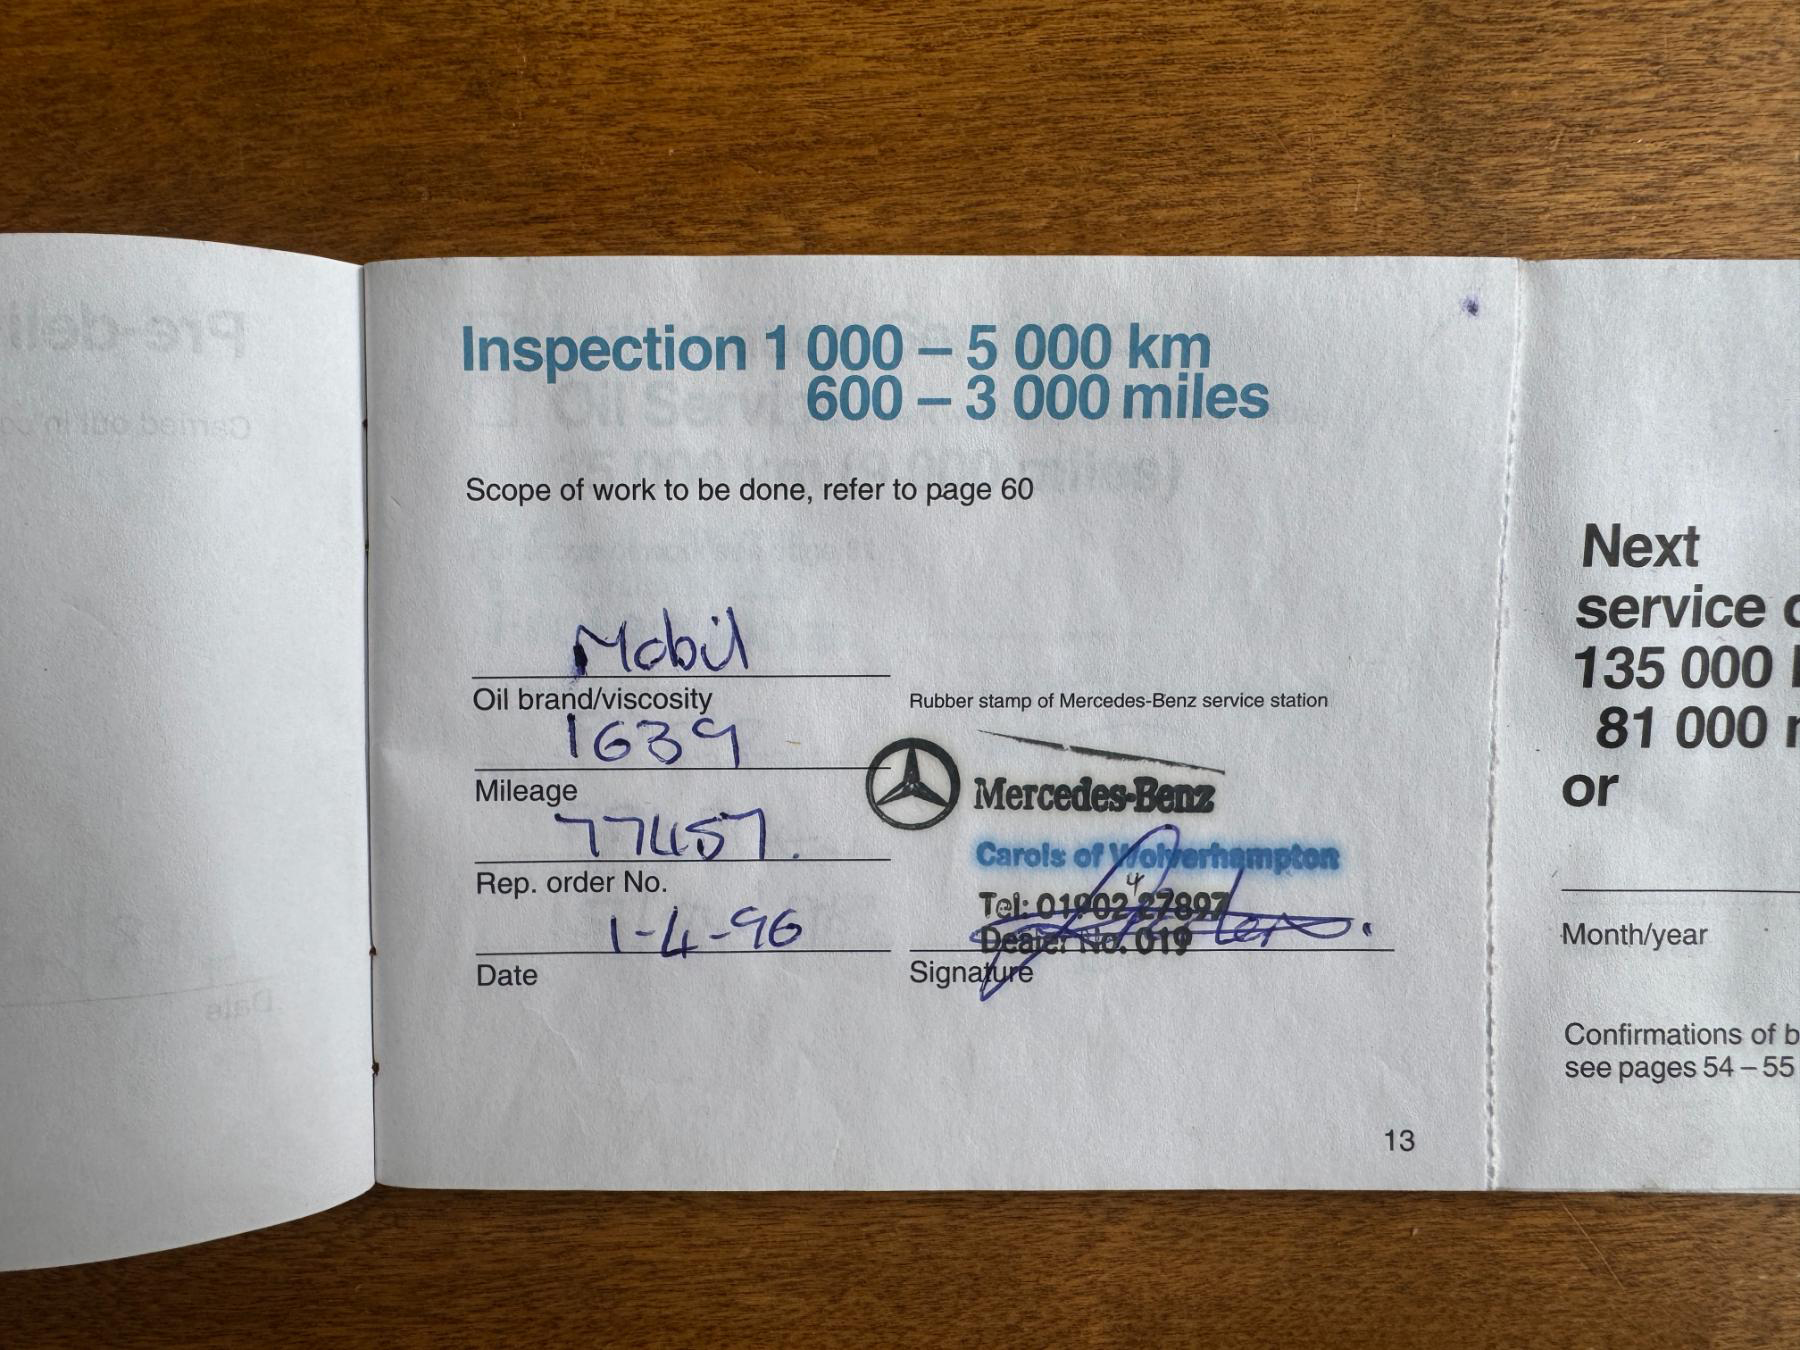 Inspection 1 000 – 5 000 km
600 – 3 000 miles
Scope of work to be done, refer to page 60
Mobil
Oil brand/viscosity
1639
Mileage
77457.
Rep. order No.
1-4-96
Date
Rubber stamp of Mercedes-Benz service station
Mercedes-Benz
Carols of Wolverhampton
4
Tel: 01902 27897
Dealer No. 019
Signature
13
Next
service
135 000
81 000
or
Month/year
Confirmations of
see pages 54 – 55